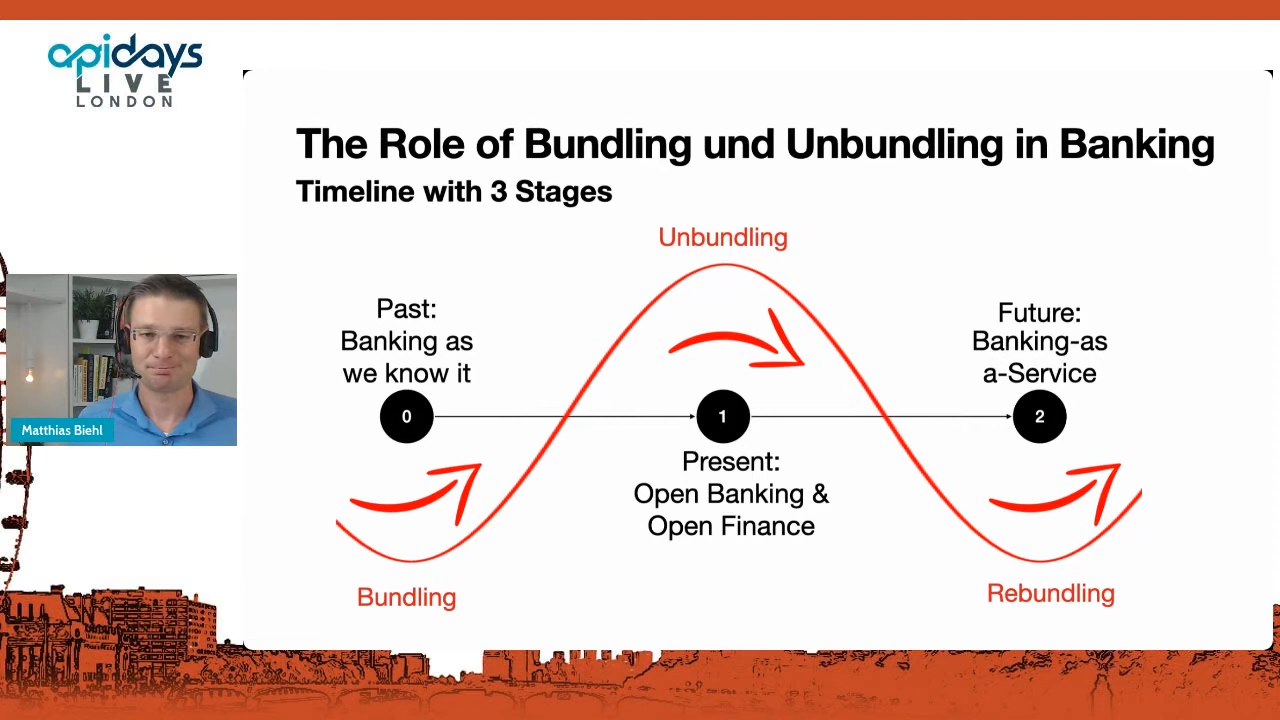 apidays
LIVE
LONDON
The Role of Bundling und Unbundling in Banking
Timeline with 3 Stages
Unbundling
Past:
Banking as
we know it
Future:
Banking-as
a-Service
0
1
2
Present:
Open Banking &
Open Finance
Bundling
Rebundling
Matthias Biehl